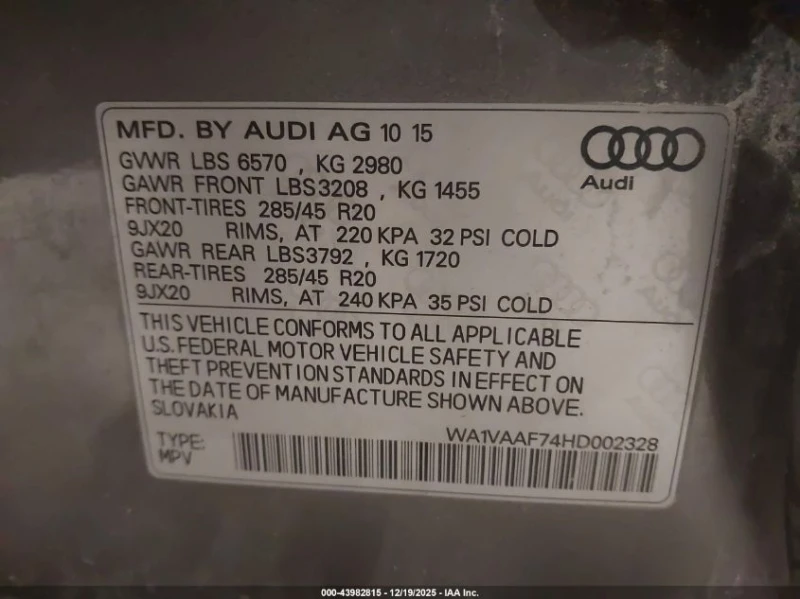 MFD. BY AUDI AG 10 15
Audi
GVWR LBS 6570 , KG 2980
GAWR FRONT LBS3208 , KG 1455
FRONT-TIRES 285/45 R20
9JX20 RIMS, AT 220 KPA 32 PSI COLD
GAWR REAR LBS3792 , KG 1720
REAR-TIRES 285/45 R20
9JX20 RIMS, AT 240 KPA 35 PSI COLD
Audi
THIS VEHICLE CONFORMS TO ALL APPLICABLE
U.S. FEDERAL MOTOR VEHICLE SAFETY AND
THEFT PREVENTION STANDARDS IN EFFECT ON
THE DATE OF MANUFACTURE SHOWN ABOVE.
SLOVAKIA
WA1VAAF74HD002328
TYPE:
MPV
000-43982815 - 12/19/2025 - IAA Inc.